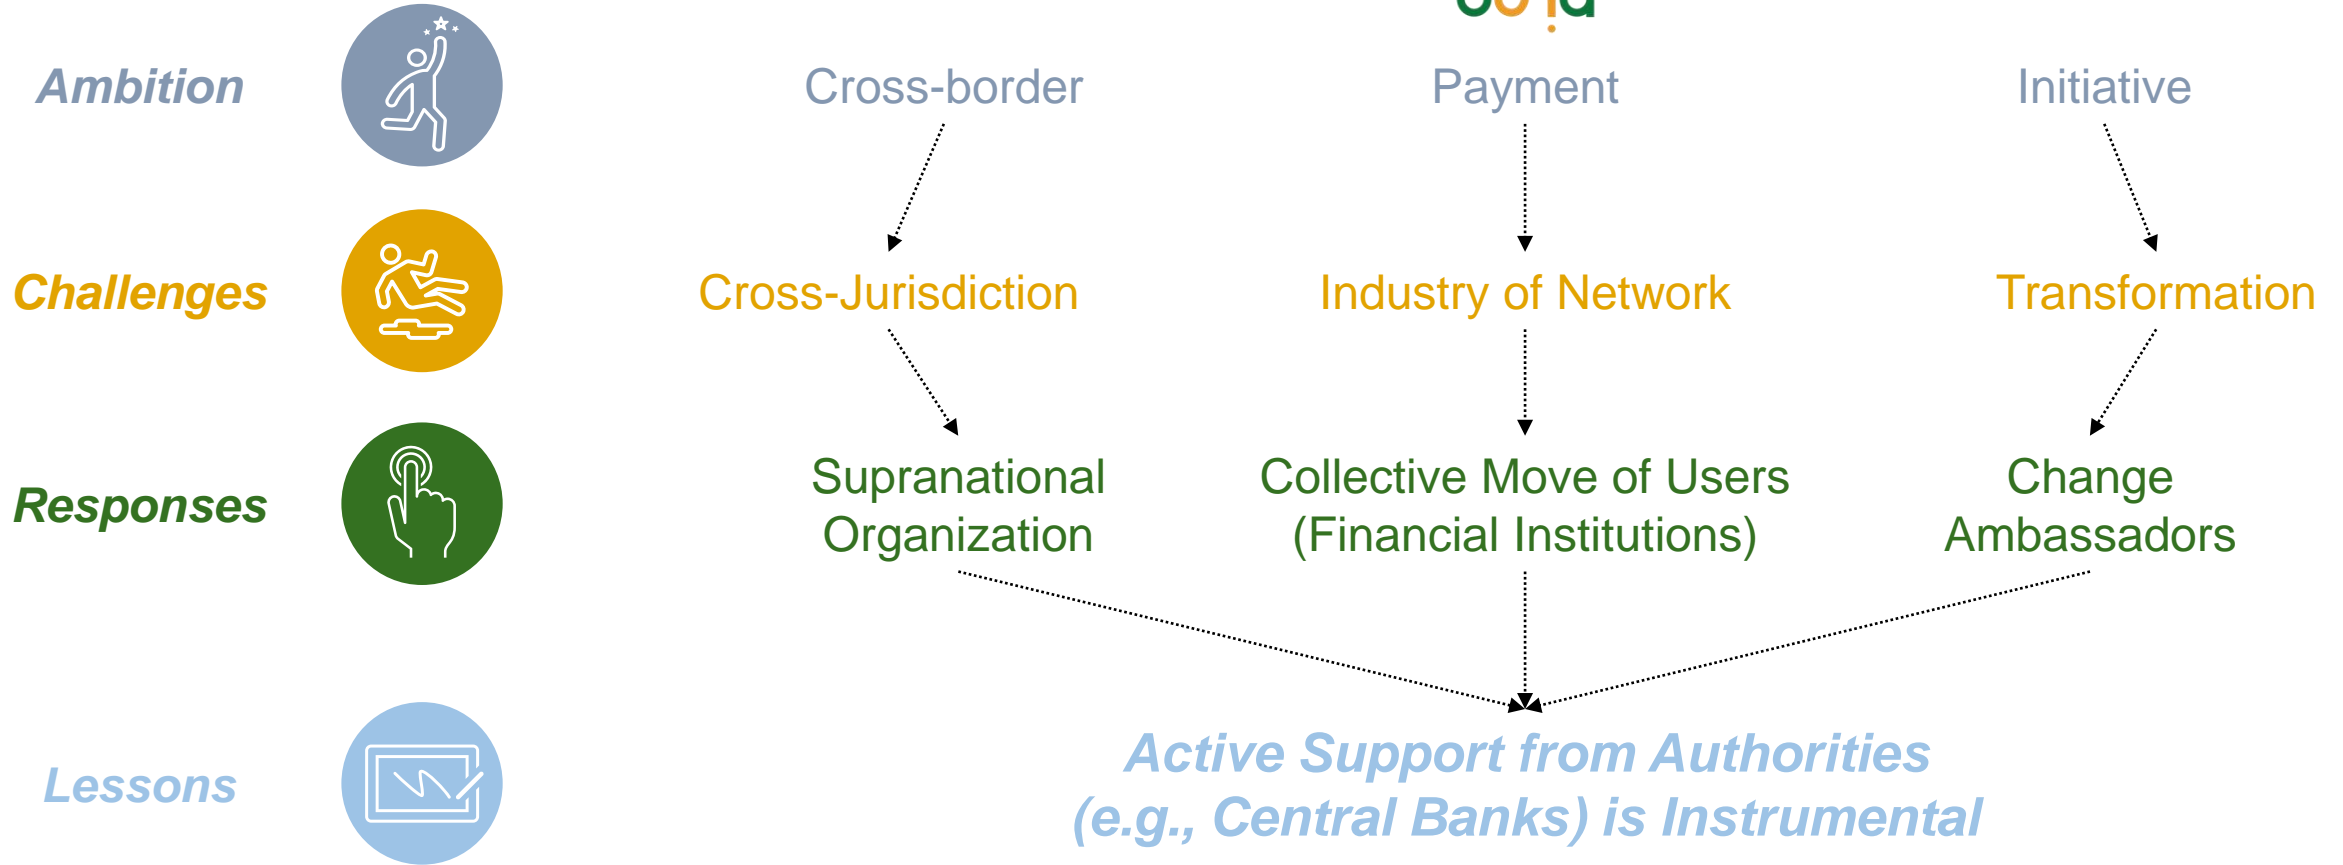 Ambition
Cross-border
Payment
Initiative
Challenges
Cross-Jurisdiction
Industry of Network
Transformation
Responses
Supranational
Organization
Collective Move of Users
(Financial Institutions)
Change
Ambassadors
Lessons
Active Support from Authorities
(e.g., Central Banks) is Instrumental